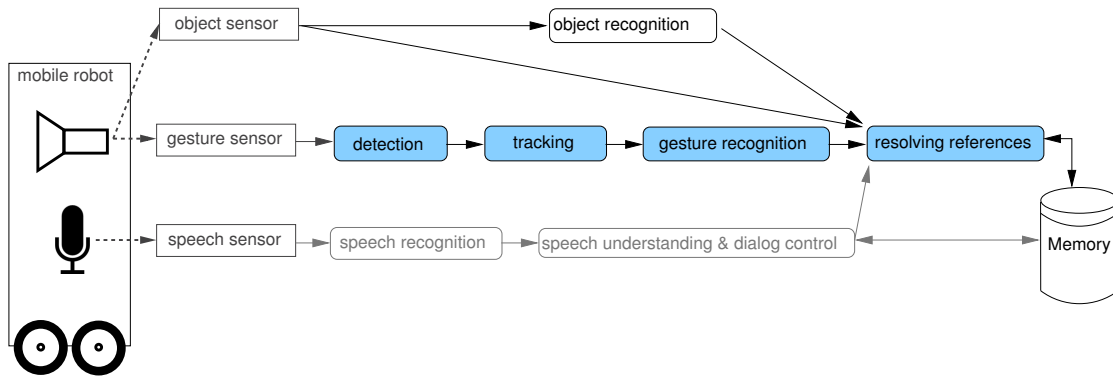 object sensor
object recognition
mobile robot
gesture sensor
detection
tracking
gesture recognition
resolving references
speech sensor
speech recognition
speech understanding & dialog control
Memory